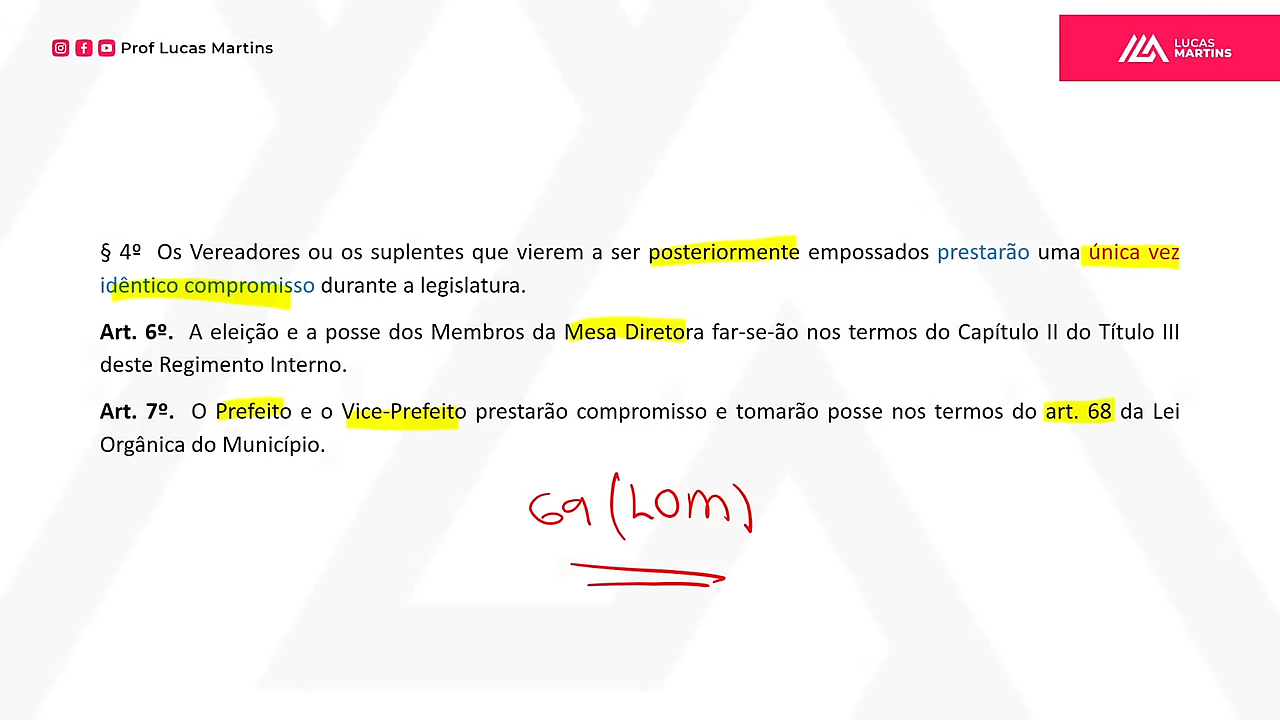 Prof Lucas Martins
LUCAS
MARTINS
§ 4º Os Vereadores ou os suplentes que vierem a ser posteriormente empossados prestarão uma única vez
idêntico compromisso durante a legislatura.
Art. 6º. A eleição e a posse dos Membros da Mesa Diretora far-se-ão nos termos do Capítulo II do Título III
deste Regimento Interno.
Art. 7º. O Prefeito e o Vice-Prefeito prestarão compromisso e tomarão posse nos termos do art. 68 da Lei
Orgânica do Município.
69 (LOM)